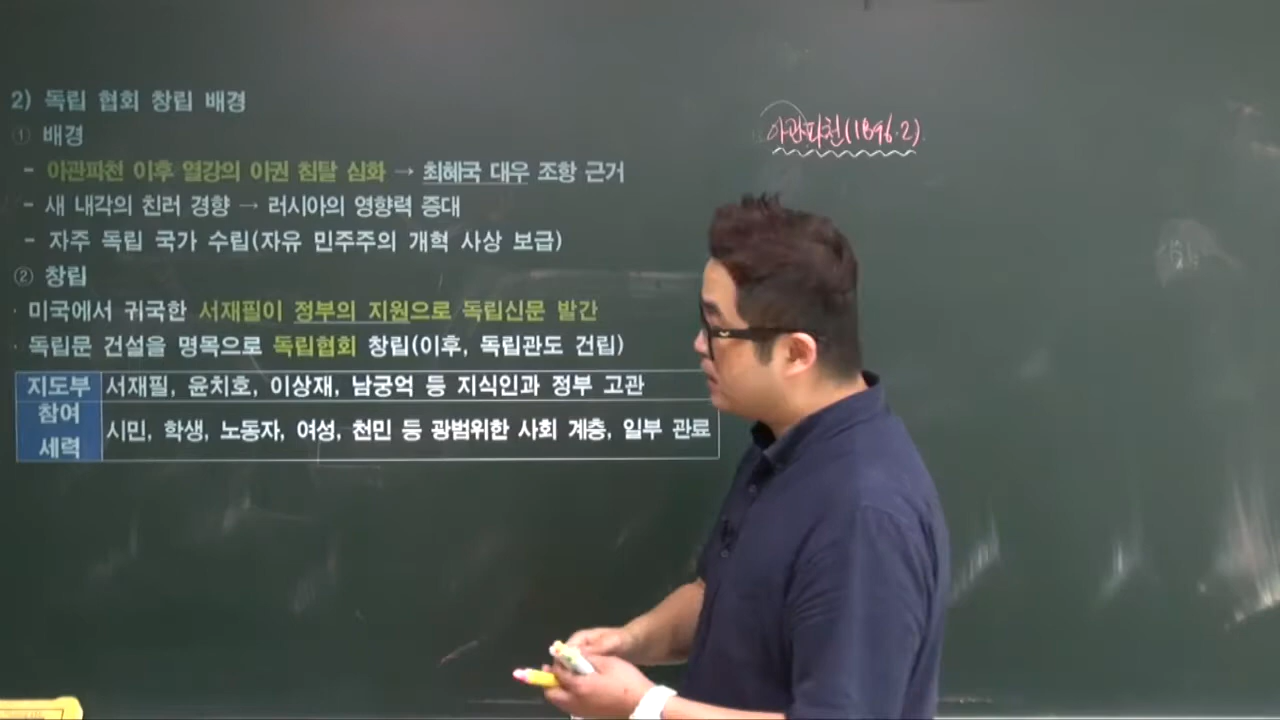 2) 독립 협회 창립 배경
① 배경
- 아관파천 이후 열강의 이권 침탈 심화 → 최혜국 대우 조항 근거
- 새 내각의 친러 경향 → 러시아의 영향력 증대
- 자주 독립 국가 수립(자유 민주주의 개혁 사상 보급)
② 창립
· 미국에서 귀국한 서재필이 정부의 지원으로 독립신문 발간
· 독립문 건설을 명목으로 독립협회 창립(이후, 독립관도 건립)
지도부 서재필, 윤치호, 이상재, 남궁억 등 지식인과 정부 고관
참여
세력 시민, 학생, 노동자, 여성, 천민 등 광범위한 사회 계층, 일부 관료
아관파천(1896.2)